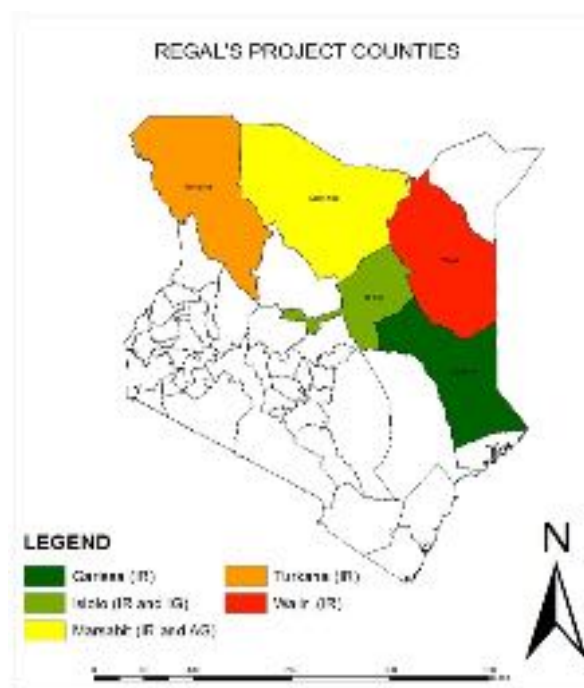 REGAL'S PROJECT COUNTIES
N
LEGEND
Garissa (IR)
Isiolo (IR and IG)
Marsabit (IR and AG)
Turkana (IR)
Wajir (IR)